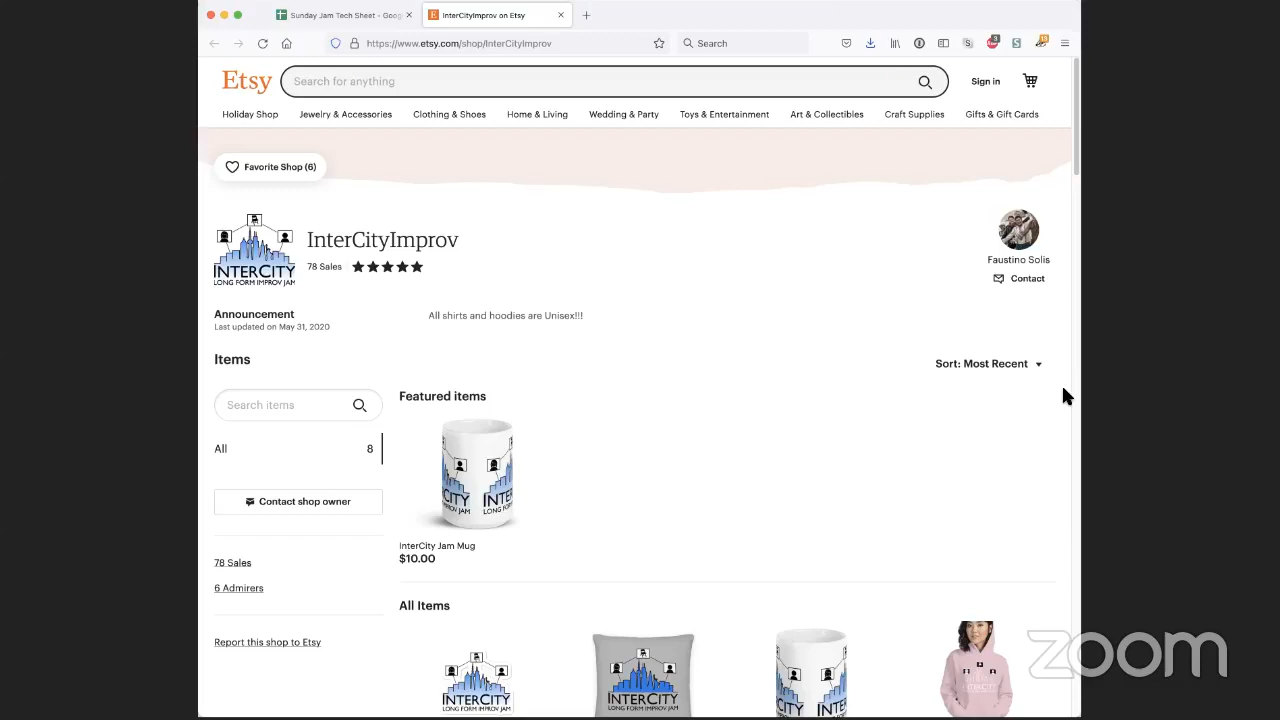 Sunday Jam Tech Sheet - Goog
InterCityImprov on Etsy
https://www.etsy.com/shop/InterCityImprov
Search
Etsy
Search for anything
Sign in
Holiday Shop
Jewelry & Accessories
Clothing & Shoes
Home & Living
Wedding & Party
Toys & Entertainment
Art & Collectibles
Craft Supplies
Gifts & Gift Cards
Favorite Shop (6)
INTERCITY
LONG FORM IMPROV JAM
InterCityImprov
78 Sales
Faustino Solis
Contact
Announcement
Last updated on May 31, 2020
All shirts and hoodies are Unisex!!!
Items
Sort: Most Recent
Search items
All
8
Contact shop owner
78 Sales
6 Admirers
Report this shop to Etsy
Featured items
InterCity Jam Mug
$10.00
All Items
INTERCITY
LONG FORM IMPROV JAM
INTERCITY
LONG FORM IMPROV JAM
zoom